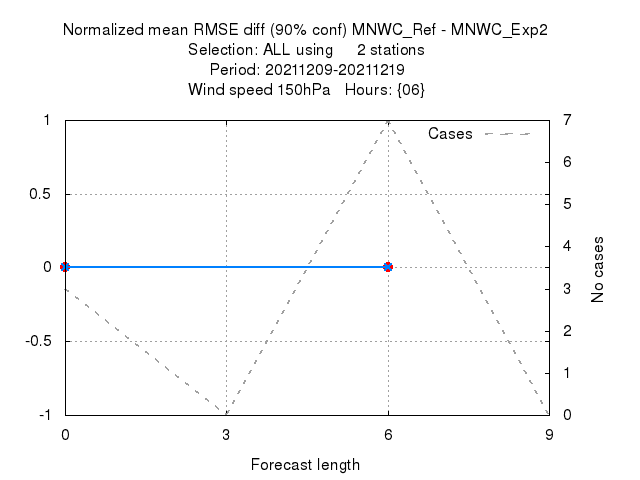 Normalized mean RMSE diff (90% conf) MNWC_Ref - MNWC_Exp2
Selection: ALL using 2 stations
Period: 20211209-20211219
Wind speed 150hPa Hours: {06}
Cases
1
0.5
0
-0.5
-1
7
6
5
4
3
2
1
0
No cases
0 3 6 9
Forecast length